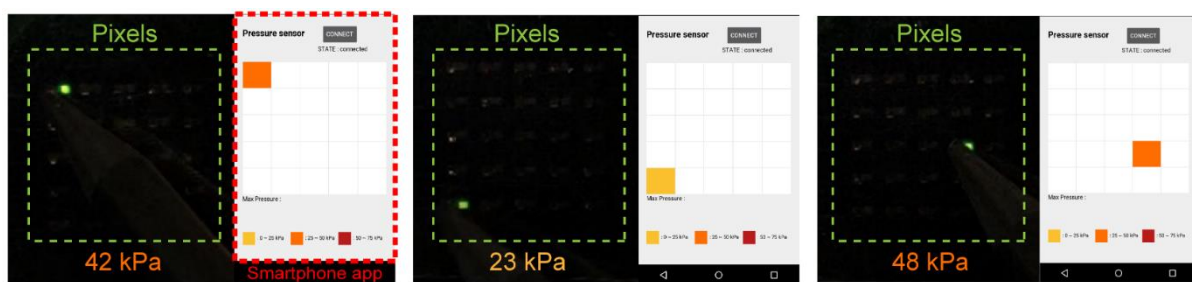 Pixels
Pressure sensor
CONNECT
STATE : connected
Max Pressure :
: 0 ~ 25 kPa : 25 ~ 50 kPa : 50 ~ 75 kPa
42 kPa
Smartphone app
Pixels
Pressure sensor
CONNECT
STATE : connected
Max Pressure :
: 0 ~ 25 kPa : 25 ~ 50 kPa : 50 ~ 75 kPa
23 kPa
Pixels
Pressure sensor
CONNECT
STATE : connected
Max Pressure :
: 0 ~ 25 kPa : 25 ~ 50 kPa : 50 ~ 75 kPa
48 kPa